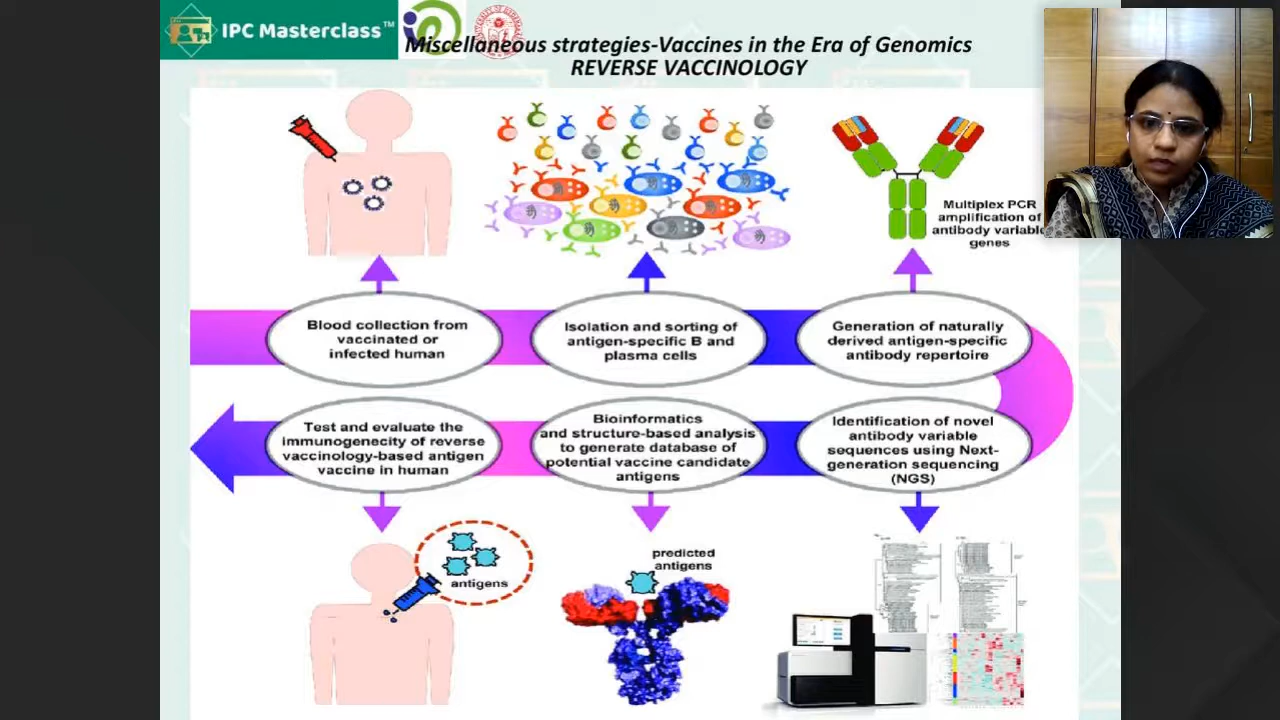 IPC Masterclass™
Miscellaneous strategies-Vaccines in the Era of Genomics
REVERSE VACCINOLOGY
Multiplex PCR
amplification of
antibody variable
genes
Blood collection from
vaccinated or
infected human
Isolation and sorting of
antigen-specific B and
plasma cells
Generation of naturally
derived antigen-specific
antibody repertoire
Test and evaluate the
immunogenecity of reverse
vaccinology-based antigen
vaccine in human
Bioinformatics
and structure-based analysis
to generate database of
potential vaccine candidate
antigens
Identification of novel
antibody variable
sequences using Next-
generation sequencing
(NGS)
antigens
predicted
antigens